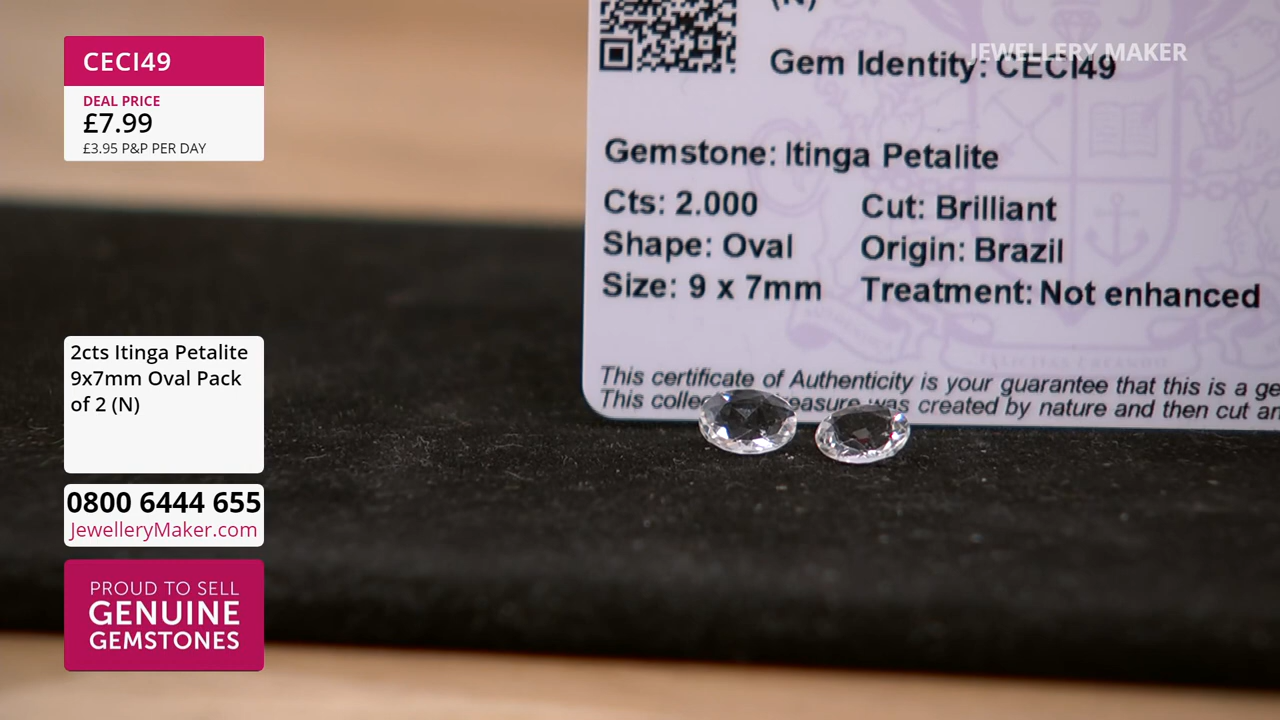 CECI49
DEAL PRICE
£7.99
£3.95 P&P PER DAY
2cts Itinga Petalite
9x7mm Oval Pack
of 2 (N)
0800 6444 655
JewelleryMaker.com
PROUD TO SELL
GENUINE
GEMSTONES
JEWELLERY MAKER
(N)
Gem Identity: CECI49
Gemstone: Itinga Petalite
Cts: 2.000
Cut: Brilliant
Shape: Oval
Origin: Brazil
Size: 9 x 7mm
Treatment: Not enhanced
This certificate of Authenticity is your guarantee that this is a
This was created by nature and then cut